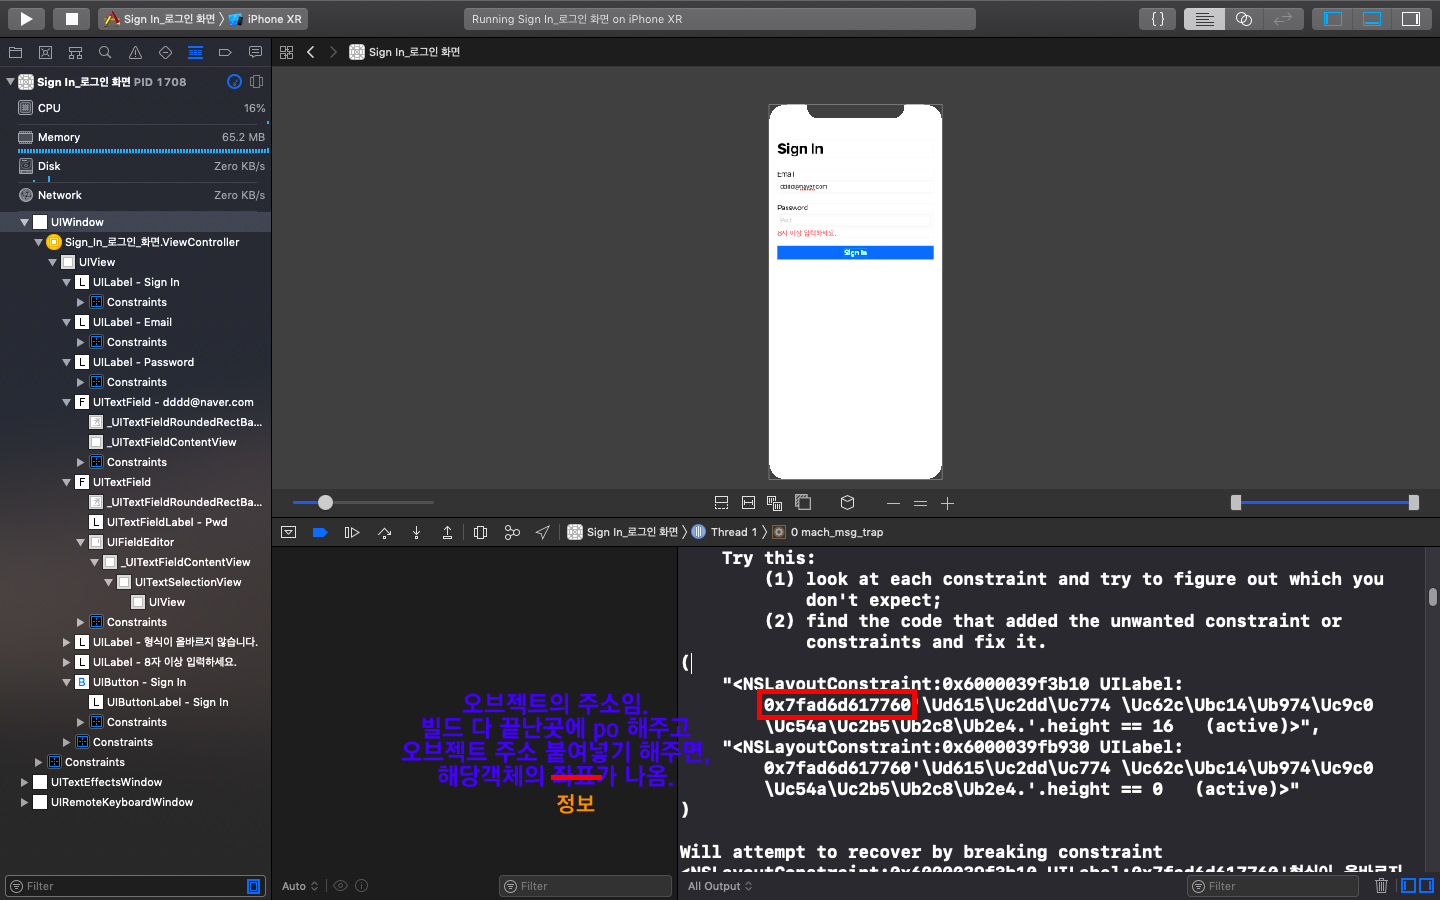 Sign In_로그인 화면 〉 iPhone XR
Running Sign In_로그인 화면 on iPhone XR
{ }
Sign In_로그인 화면
Sign In_로그인 화면 PID 1708
CPU 16%
Memory 65.2 MB
Disk Zero KB/s
Network Zero KB/s
UIWindow
Sign_In_로그인_화면.ViewController
UIView
L UILabel - Sign In
Constraints
L UILabel - Email
Constraints
L UILabel - Password
Constraints
F UITextField - dddd@naver.com
_UITextFieldRoundedRectBa...
_UITextFieldContentView
Constraints
F UITextField
_UITextFieldRoundedRectBa...
L UITextFieldLabel - Pwd
UIFieldEditor
_UITextFieldContentView
UITextSelectionView
UIView
Constraints
L UILabel - 형식이 올바르지 않습니다.
L UILabel - 8자 이상 입력하세요.
B UIButton - Sign In
L UIButtonLabel - Sign In
Constraints
Constraints
Constraints
UITextEffectsWindow
UIRemoteKeyboardWindow
Filter
Sign In
Email
dddd@naver.com
Password
Pwd
8자 이상 입력하세요.
Sign In
Sign In_로그인 화면 〉 Thread 1 〉 0 mach_msg_trap
오브젝트의 주소임.
빌드 다 끝난곳에 po 해주고
오브젝트 주소 붙여넣기 해주면,
해당객체의 좌표가 나옴.
정보
Auto
Filter
Try this:
(1) look at each constraint and try to figure out which you
don't expect;
(2) find the code that added the unwanted constraint or
constraints and fix it.
(
"<NSLayoutConstraint:0x6000039f3b10 UILabel:
0x7fad6d617760'\Ud615\Uc2dd\Uc774 \Uc62c\Ubc14\Ub974\Uc9c0
\Uc54a\Uc2b5\Ub2c8\Ub2e4.'.height == 16   (active)>",
"<NSLayoutConstraint:0x6000039fb930 UILabel:
0x7fad6d617760'\Ud615\Uc2dd\Uc774 \Uc62c\Ubc14\Ub974\Uc9c0
\Uc54a\Uc2b5\Ub2c8\Ub2e4.'.height == 0   (active)>"
)
Will attempt to recover by breaking constraint
<NSLayoutConstraint:0x6000039f3b10 UILabel:0x7fad6d617760'형식이 올바르지
All Output
Filter